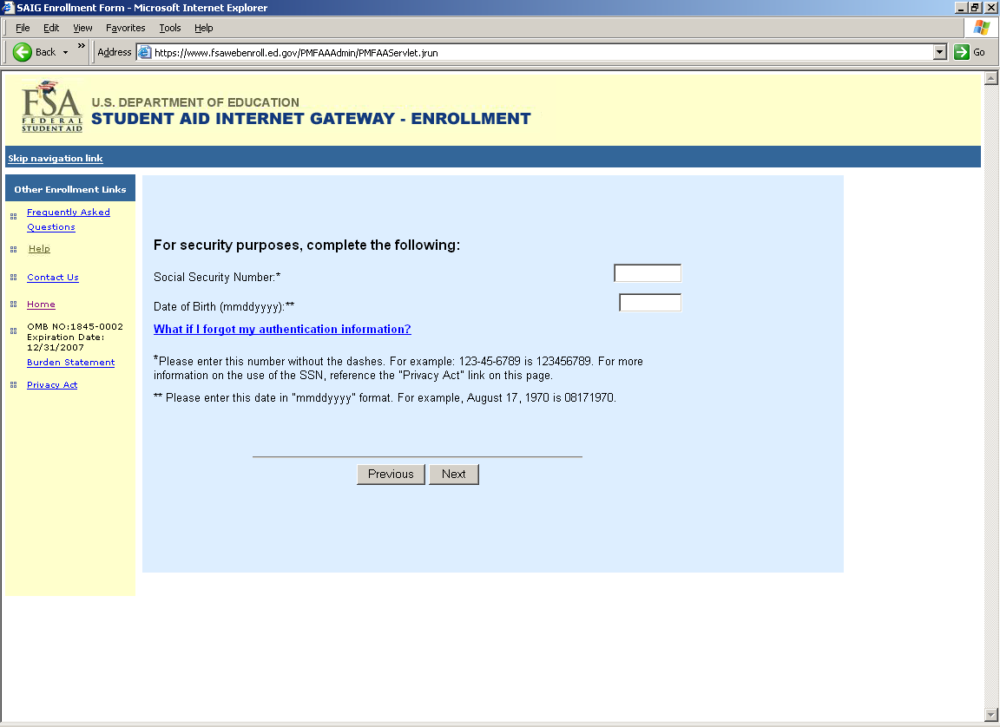 SAIG Enrollment Form - Microsoft Internet Explorer
File Edit View Favorites Tools Help
Back » Address https://www.fsawebenroll.ed.gov/PMFAAAdmin/PMFAAServlet.jrun Go
FSA
FEDERAL
STUDENT AID
U.S. DEPARTMENT OF EDUCATION
STUDENT AID INTERNET GATEWAY - ENROLLMENT
Skip navigation link
Other Enrollment Links
Frequently Asked
Questions
Help
Contact Us
Home
OMB NO:1845-0002
Expiration Date:
12/31/2007
Burden Statement
Privacy Act
For security purposes, complete the following:
Social Security Number:*
Date of Birth (mmddyyyy):**
What if I forgot my authentication information?
*Please enter this number without the dashes. For example: 123-45-6789 is 123456789. For more
information on the use of the SSN, reference the "Privacy Act" link on this page.
** Please enter this date in "mmddyyyy" format. For example, August 17, 1970 is 08171970.
Previous Next